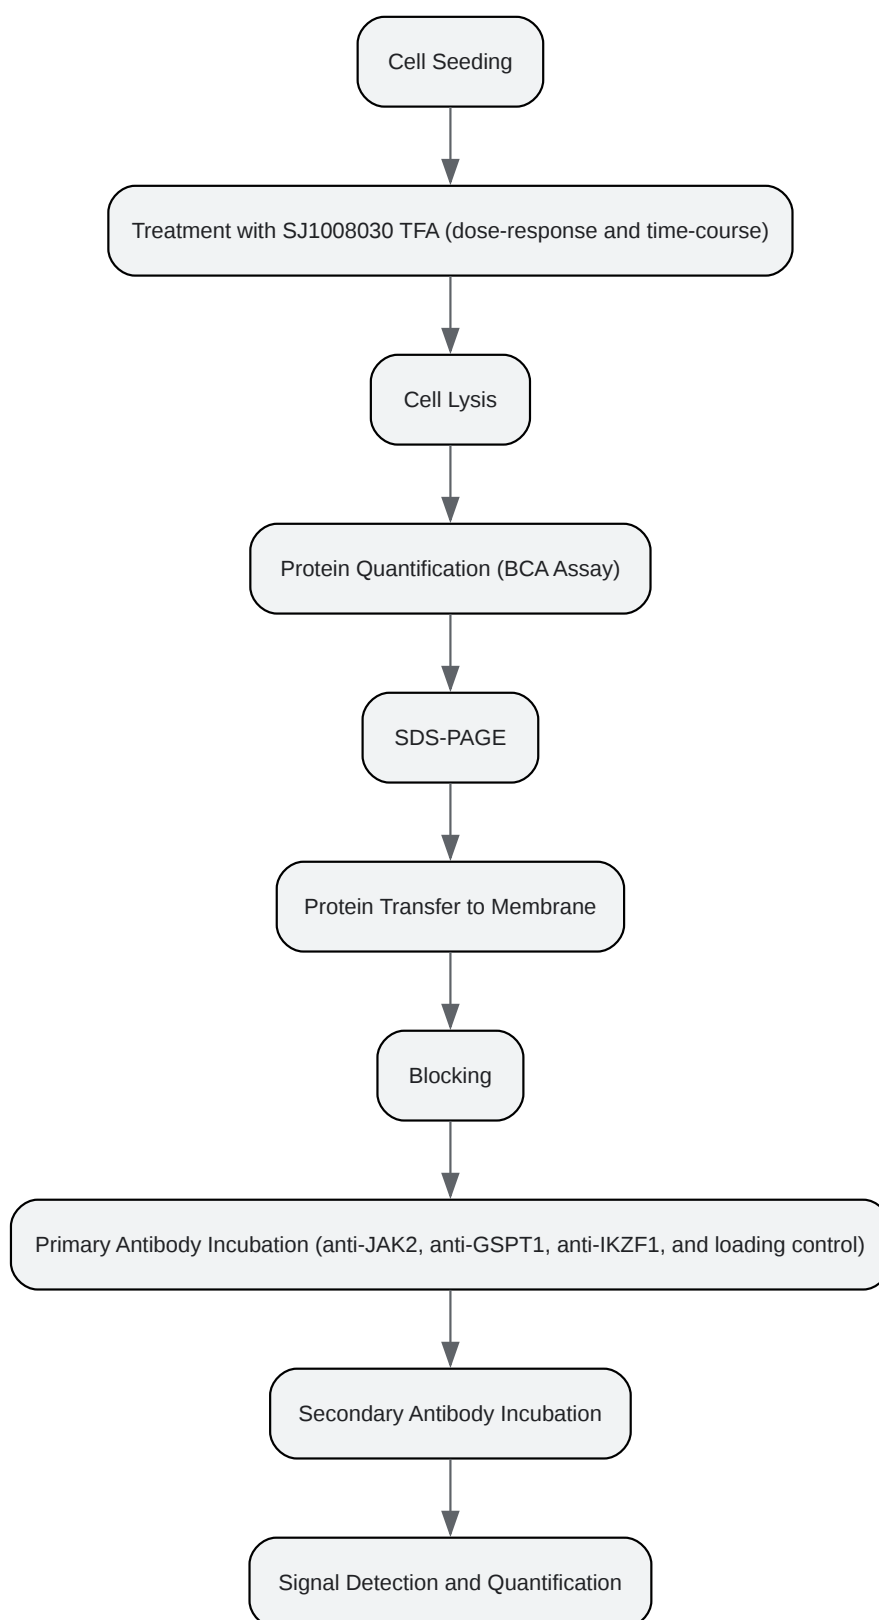 Cell Seeding
Treatment with SJ1008030 TFA (dose-response and time-course)
Cell Lysis
Protein Quantification (BCA Assay)
SDS-PAGE
Protein Transfer to Membrane
Blocking
Primary Antibody Incubation (anti-JAK2, anti-GSPT1, anti-IKZF1, and loading control)
Secondary Antibody Incubation
Signal Detection and Quantification